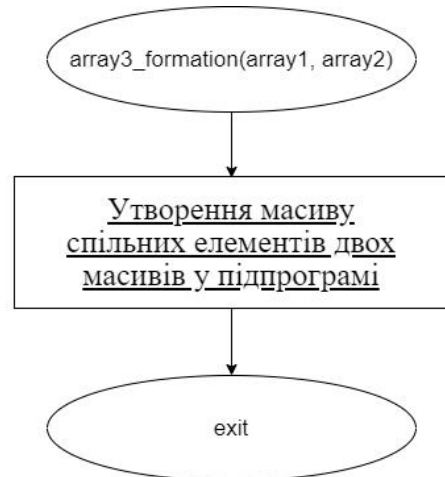 array3_formation(array1, array2)
Утворення масиву
спільних елементів двох
масивів у підпрограмі
exit